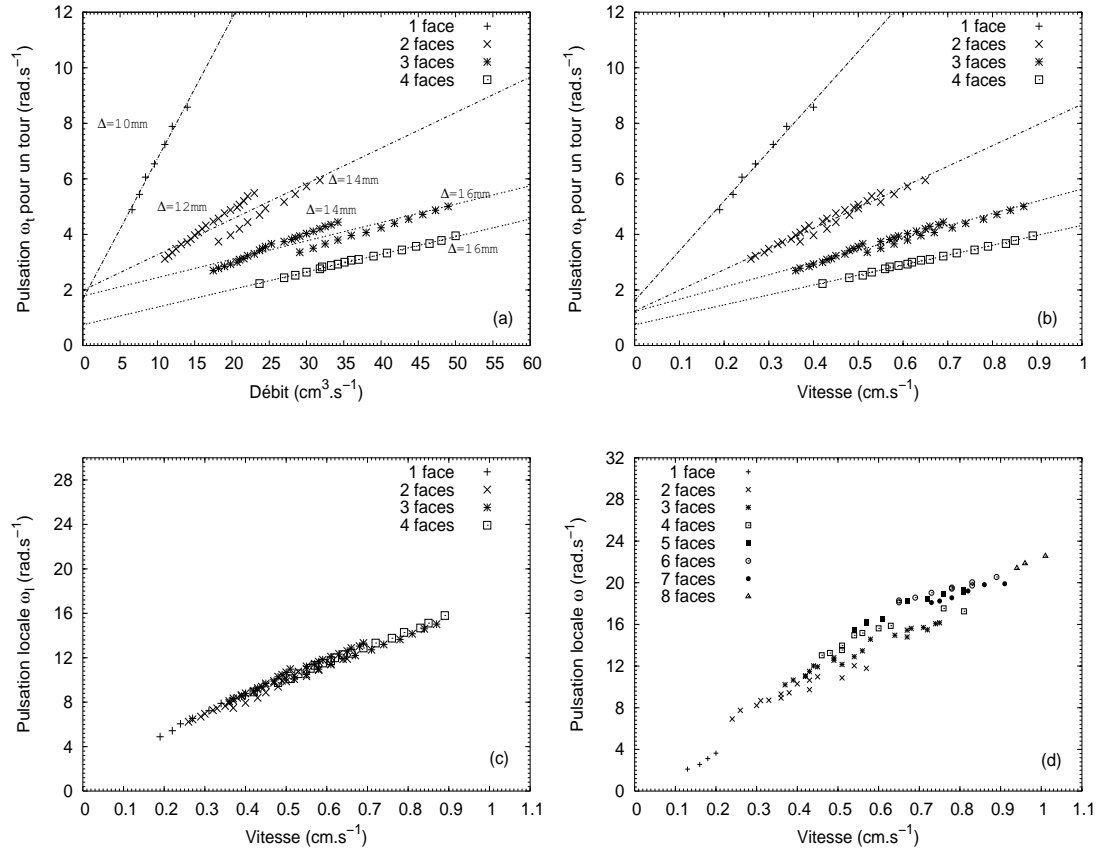 12
10
8
6
4
2
0
Pulsation ωt pour un tour (rad.s−1)
1 face
2 faces
3 faces
4 faces
Δ=10mm
Δ=12mm
Δ=14mm
Δ=14mm
Δ=16mm
Δ=16mm
(a)
0 5 10 15 20 25 30 35 40 45 50 55 60
Débit (cm3.s−1)
12
10
8
6
4
2
0
Pulsation ωt pour un tour (rad.s−1)
1 face
2 faces
3 faces
4 faces
(b)
0 0.1 0.2 0.3 0.4 0.5 0.6 0.7 0.8 0.9 1
Vitesse (cm.s−1)
28
24
20
16
12
8
4
0
Pulsation locale ωl (rad.s−1)
1 face
2 faces
3 faces
4 faces
(c)
0 0.1 0.2 0.3 0.4 0.5 0.6 0.7 0.8 0.9 1 1.1
Vitesse (cm.s−1)
32
28
24
20
16
12
8
4
0
Pulsation locale ω (rad.s−1)
1 face
2 faces
3 faces
4 faces
5 faces
6 faces
7 faces
8 faces
(d)
0 0.1 0.2 0.3 0.4 0.5 0.6 0.7 0.8 0.9 1 1.1
Vitesse (cm.s−1)